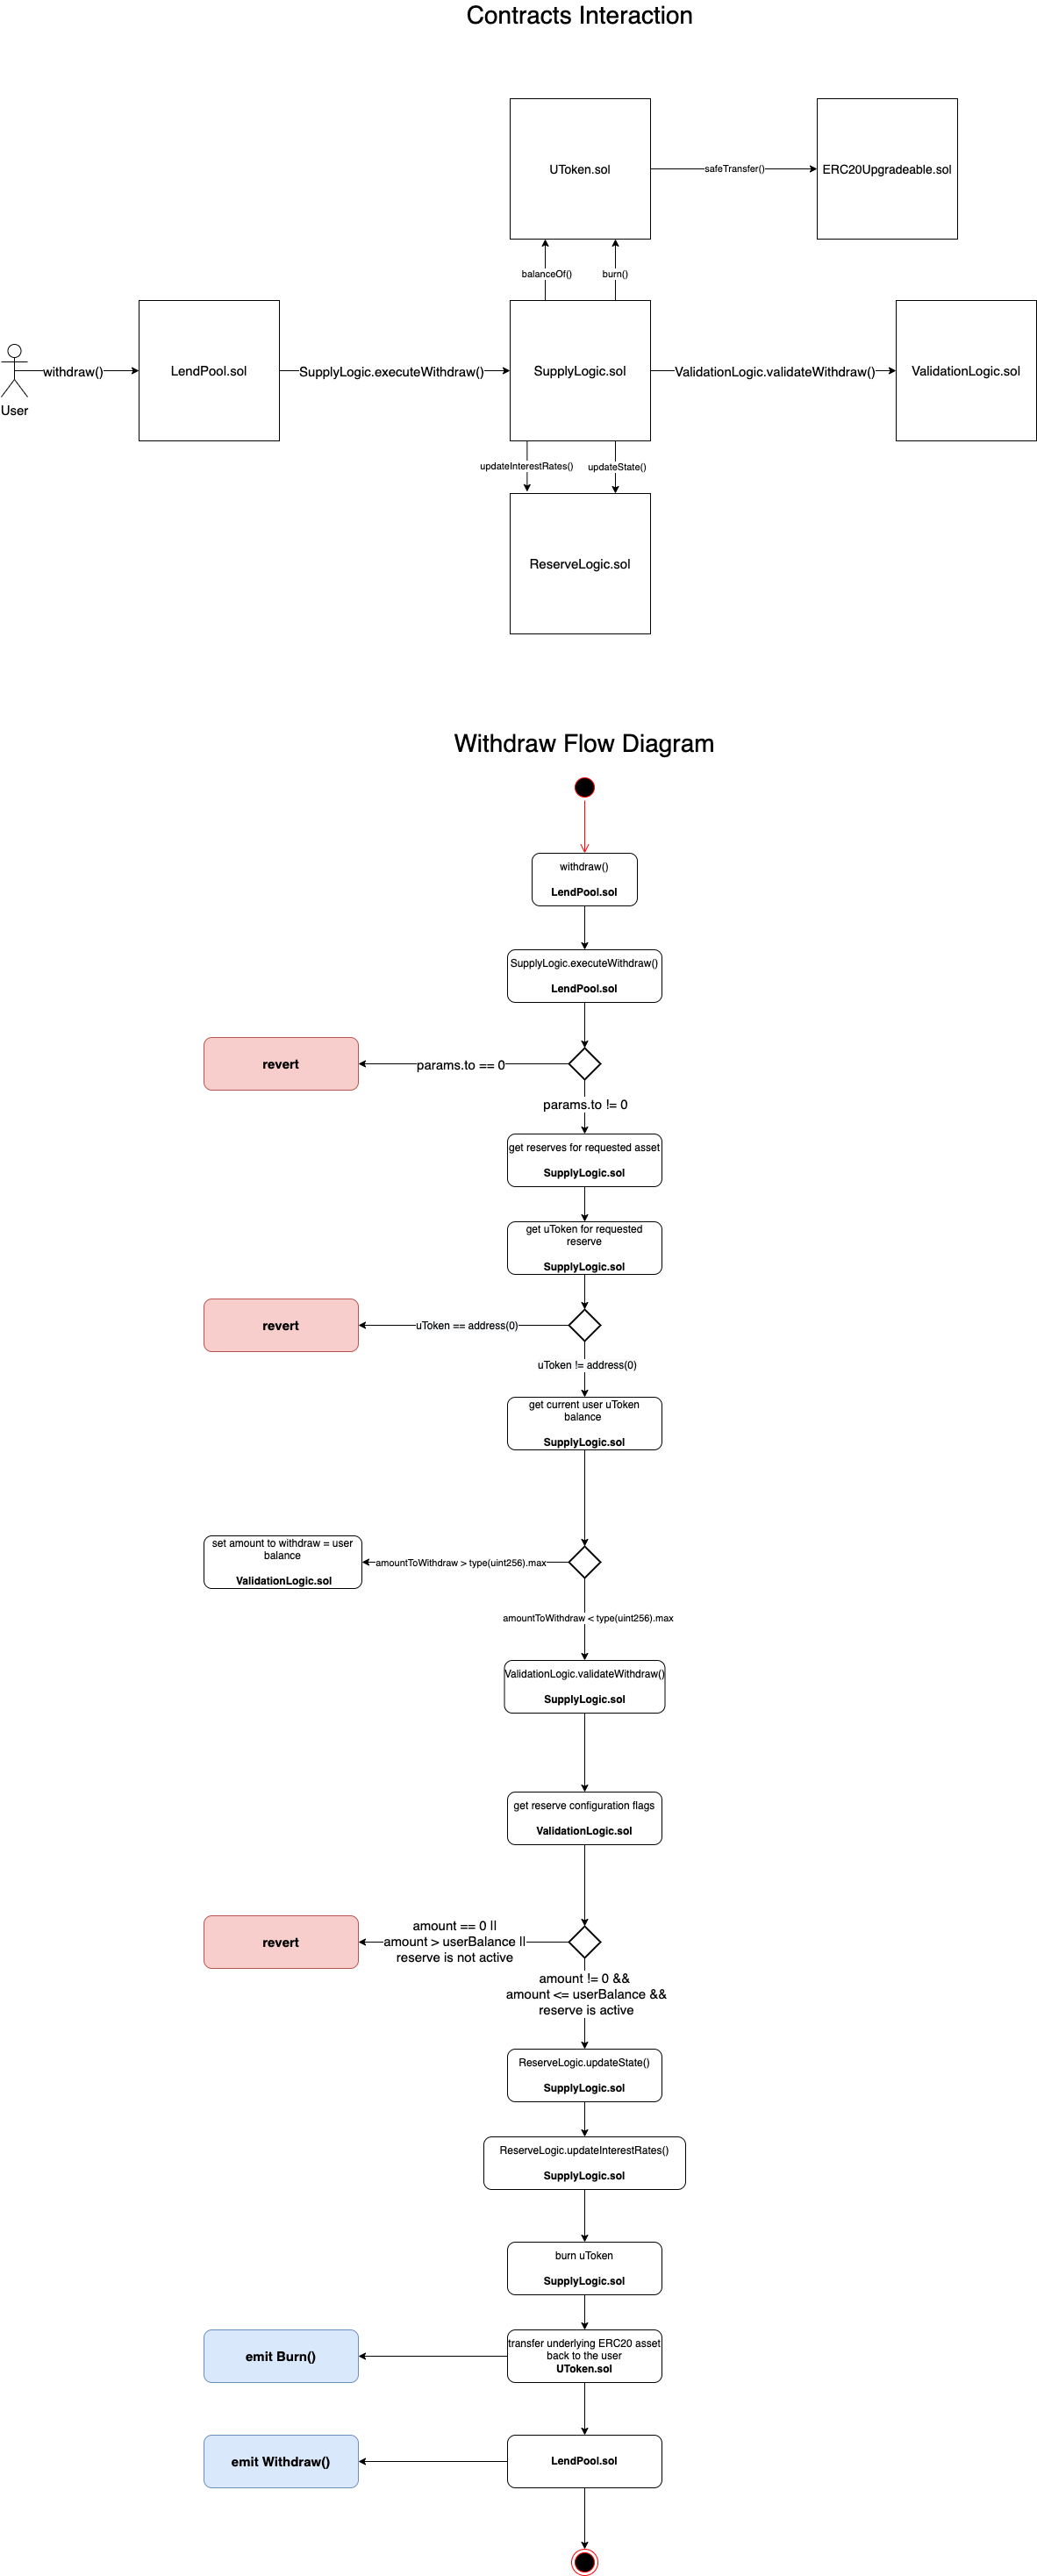 Contracts Interaction
UToken.sol
safeTransfer()
ERC20Upgradeable.sol
balanceOf()
burn()
User
withdraw()
LendPool.sol
SupplyLogic.executeWithdraw()
SupplyLogic.sol
ValidationLogic.validateWithdraw()
ValidationLogic.sol
updateInterestRates()
updateState()
ReserveLogic.sol
Withdraw Flow Diagram
withdraw()
LendPool.sol
SupplyLogic.executeWithdraw()
LendPool.sol
revert
params.to == 0
params.to != 0
get reserves for requested asset
SupplyLogic.sol
get uToken for requested
reserve
SupplyLogic.sol
revert
uToken == address(0)
uToken != address(0)
get current user uToken
balance
SupplyLogic.sol
set amount to withdraw = user
balance
ValidationLogic.sol
amountToWithdraw > type(uint256).max
amountToWithdraw < type(uint256).max
ValidationLogic.validateWithdraw()
SupplyLogic.sol
get reserve configuration flags
ValidationLogic.sol
revert
amount == 0 ||
amount > userBalance ||
reserve is not active
amount != 0 &&
amount <= userBalance &&
reserve is active
ReserveLogic.updateState()
SupplyLogic.sol
ReserveLogic.updateInterestRates()
SupplyLogic.sol
burn uToken
SupplyLogic.sol
emit Burn()
transfer underlying ERC20 asset
back to the user
UToken.sol
emit Withdraw()
LendPool.sol